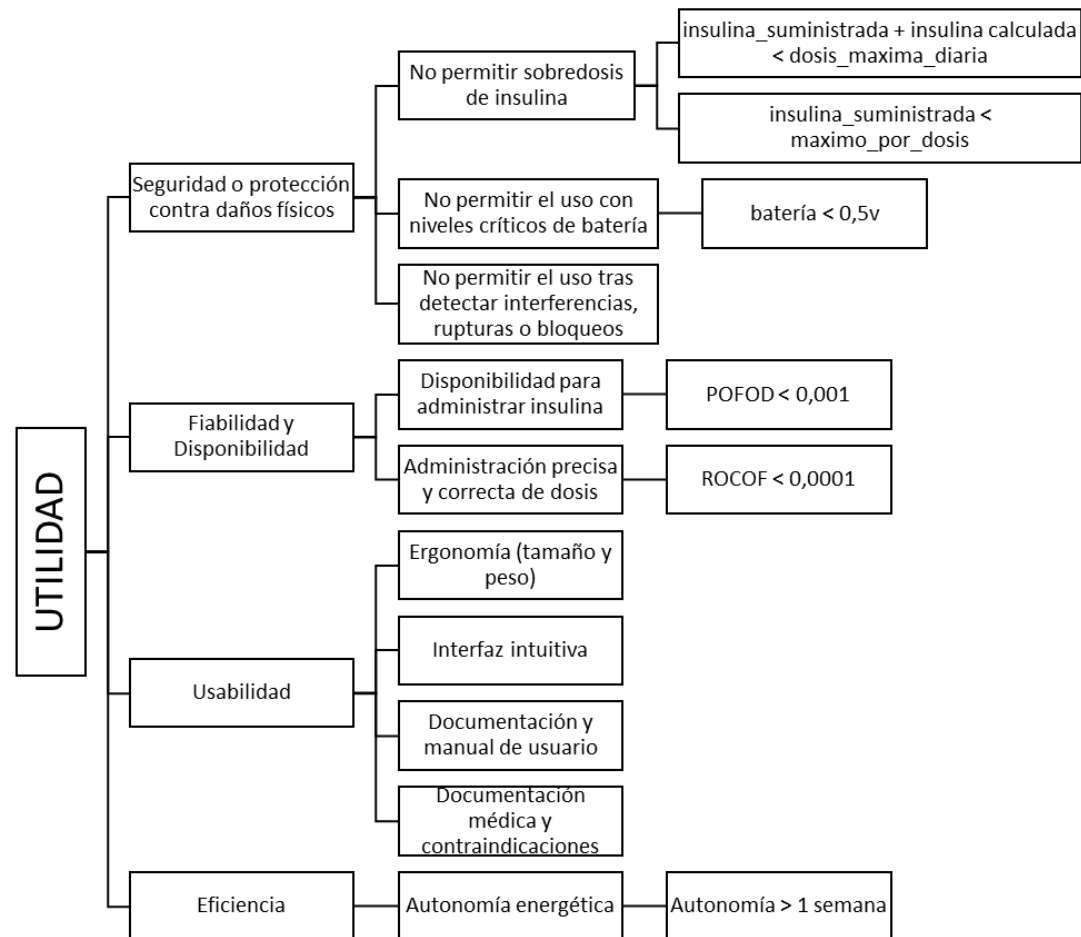 UTILIDAD
Seguridad o protección
contra daños físicos
No permitir sobredosis
de insulina
insulina_suministrada + insulina calculada
< dosis_maxima_diaria
insulina_suministrada <
maximo_por_dosis
No permitir el uso con
niveles críticos de batería
batería < 0,5v
No permitir el uso tras
detectar interferencias,
rupturas o bloqueos
Fiabilidad y
Disponibilidad
Disponibilidad para
administrar insulina
POFOD < 0,001
Administración precisa
y correcta de dosis
ROCOF < 0,0001
Usabilidad
Ergonomía (tamaño y
peso)
Interfaz intuitiva
Documentación y
manual de usuario
Documentación
médica y
contraindicaciones
Eficiencia
Autonomía energética
Autonomía > 1 semana